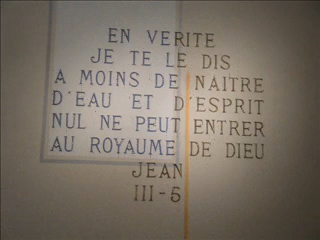 EN VERITE
JE TE LE DIS
A MOINS DE NAITRE
D'EAU ET D'ESPRIT
NUL NE PEUT ENTRER
AU ROYAUME DE DIEU
JEAN
III-5